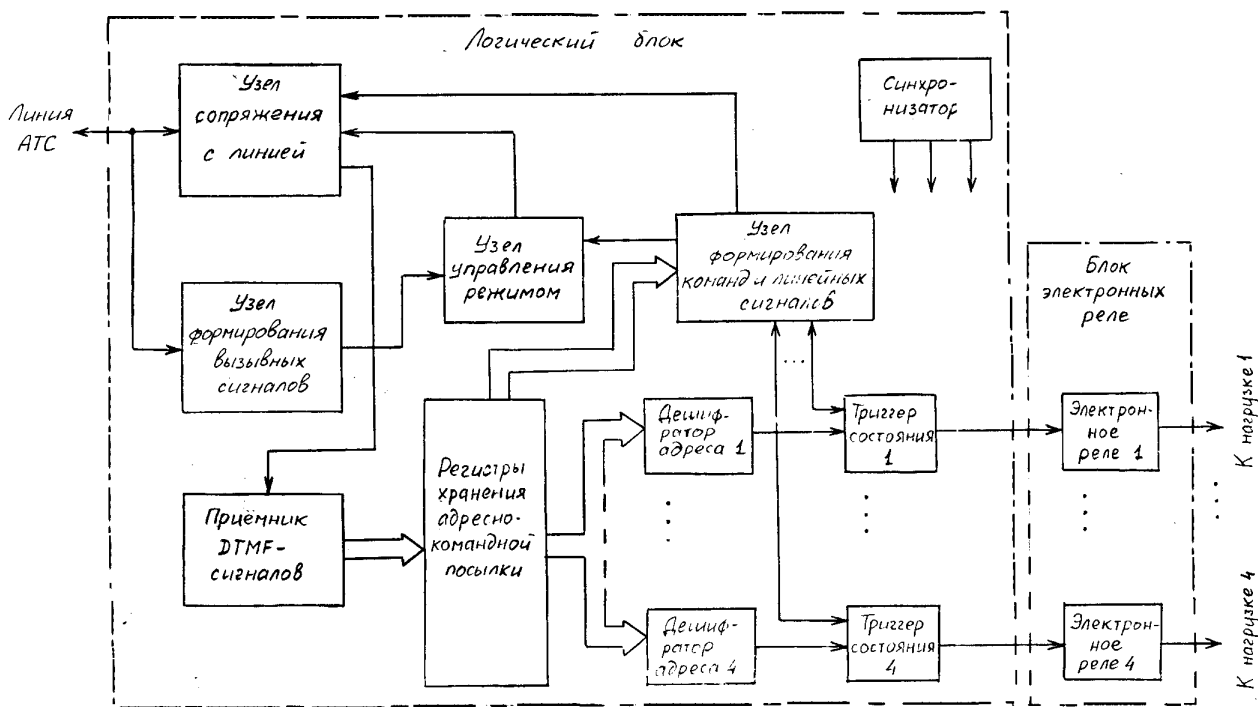 Логический блок
Линия
АТС
Узел
сопряжения
с линией
Синхро-
низатор
Узел
управления
режимом
Узел
формирования
команд и линейных
сигналов
Узел
формирования
вызывных
сигналов
...
Блок
электронных
реле
Приёмник
DTMF-
сигналов
Регистры
хранения
адресно-
командной
посылки
Дешиф-
ратор
адреса 1
Триггер
состояния
1
Электрон-
ное
реле 1
К нагрузке 1
...
Дешиф-
ратор
адреса 4
Триггер
состояния
4
Электрон-
ное
реле 4
К нагрузке 4